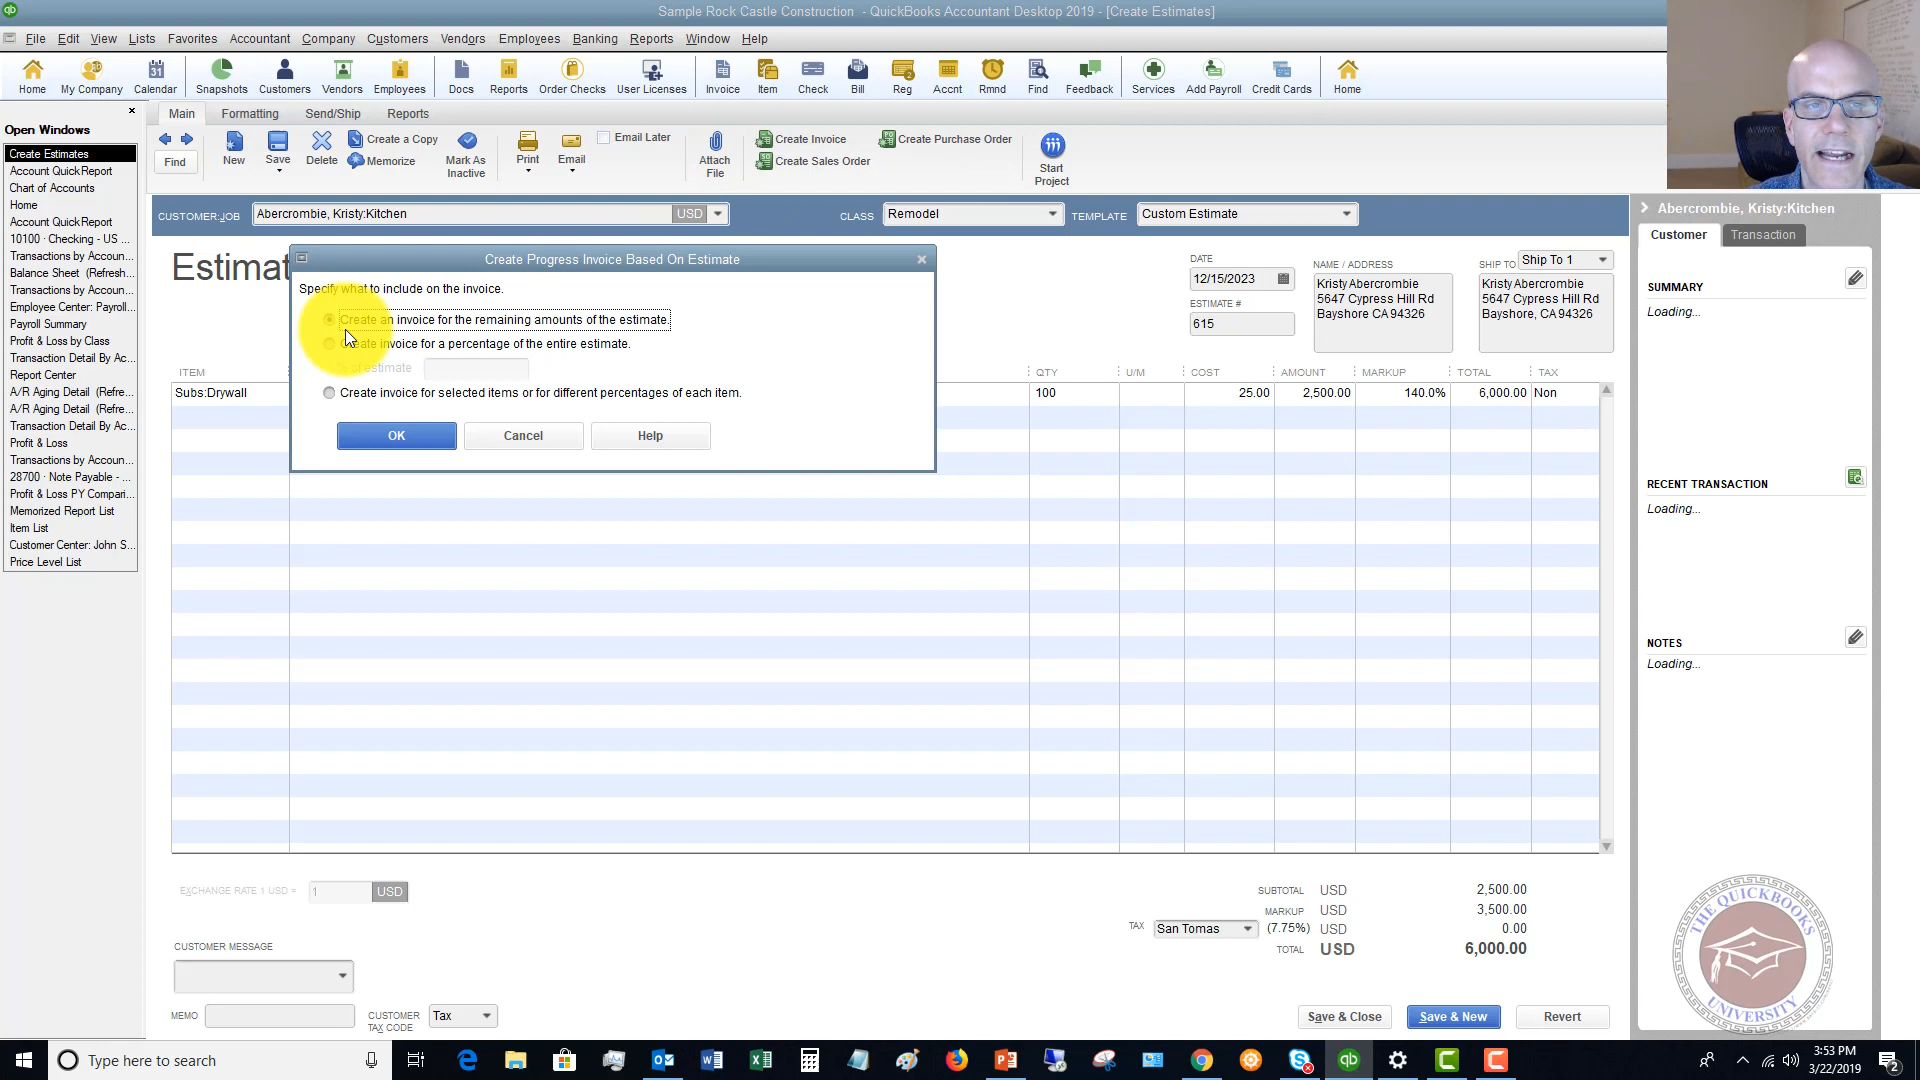 Sample Rock Castle Construction - QuickBooks Accountant Desktop 2019 - [Create Estimates]
File Edit View Lists Favorites Accountant Company Customers Vendors Employees Banking Reports Window Help
Home My Company Calendar Snapshots Customers Vendors Employees Docs Reports Order Checks User Licenses Invoice Item Check Bill Reg Accnt Rmnd Find Feedback Services Add Payroll Credit Cards Home
Open Windows
Create Estimates
Account QuickReport
Chart of Accounts
Home
Account QuickReport
10100 · Checking - US ...
Transactions by Accoun...
Balance Sheet (Refresh...
Transactions by Accoun...
Employee Center: Payroll...
Payroll Summary
Profit & Loss by Class
Transaction Detail By Ac...
Report Center
A/R Aging Detail (Refre...
A/R Aging Detail (Refre...
Transaction Detail By Ac...
Profit & Loss
Transactions by Accoun...
28700 · Note Payable - ...
Profit & Loss PY Compari...
Memorized Report List
Item List
Customer Center: John S...
Price Level List
Main Formatting Send/Ship Reports
Find
New
Save
Delete
Create a Copy
Memorize
Mark As
Inactive
Print
Email
Email Later
Attach
File
Create Invoice
Create Sales Order
Create Purchase Order
Start
Project
CUSTOMER:JOB Abercrombie, Kristy:Kitchen USD CLASS Remodel TEMPLATE Custom Estimate
Estimat
Create Progress Invoice Based On Estimate
Specify what to include on the invoice.
Create an invoice for the remaining amounts of the estimate.
Create invoice for a percentage of the entire estimate.
% of estimate
Create invoice for selected items or for different percentages of each item.
OK Cancel Help
DATE
12/15/2023
ESTIMATE #
615
NAME / ADDRESS
Kristy Abercrombie
5647 Cypress Hill Rd
Bayshore CA 94326
SHIP TO Ship To 1
Kristy Abercrombie
5647 Cypress Hill Rd
Bayshore, CA 94326
ITEM QTY U/M COST AMOUNT MARKUP TOTAL TAX
Subs:Drywall 100 25.00 2,500.00 140.0% 6,000.00 Non
EXCHANGE RATE 1 USD = 1 USD
SUBTOTAL USD 2,500.00
MARKUP USD 3,500.00
TAX San Tomas (7.75%) USD 0.00
TOTAL USD 6,000.00
CUSTOMER MESSAGE
MEMO
CUSTOMER
TAX CODE
Tax
Save & Close Save & New Revert
Abercrombie, Kristy:Kitchen
Customer Transaction
SUMMARY
Loading...
RECENT TRANSACTION
Loading...
NOTES
Loading...
THE QUICKBOOKS
UNIVERSITY
Type here to search
3:53 PM
3/22/2019
2